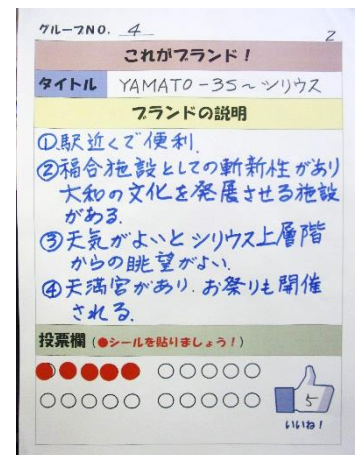 グループNO. 4
2
これがブランド！
タイトル YAMATO-35～シリウス
ブランドの説明
①駅近くで便利.
②福合施設としての斬新性があり
大和の文化を発展させる施設
がある.
③天気がよいとシリウス上層階
からの眺望がよい.
④天満宮があり.お祭りも開催
される.
投票欄（●シールを貼りましょう！）
5
いいね！